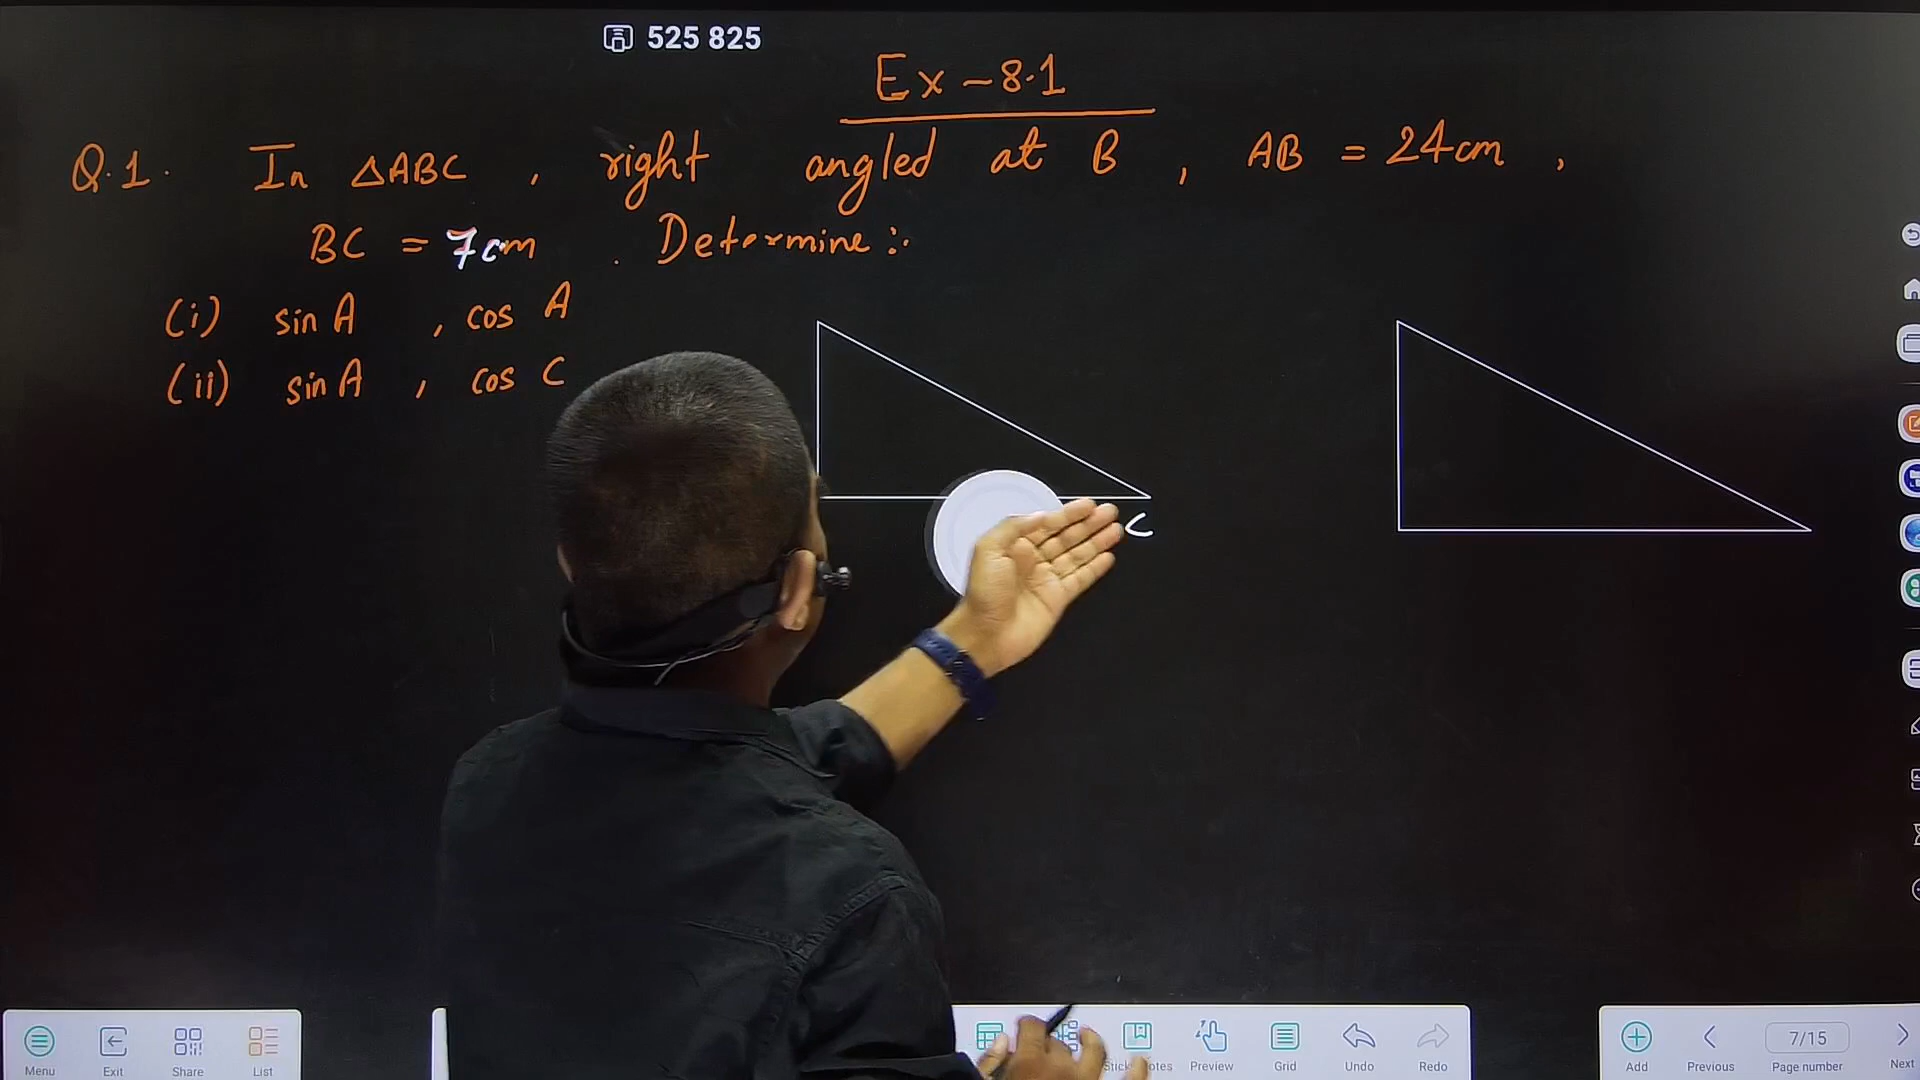 525 825
Ex - 8.1
Q.1. In △ABC , right angled at B , AB = 24cm ,
BC = 7cm . Determine :.
(i) sin A , cos A
(ii) sin A , cos C
C
Menu Exit Share List
Preview Grid Undo Redo
Add Previous 7/15 Page number Next